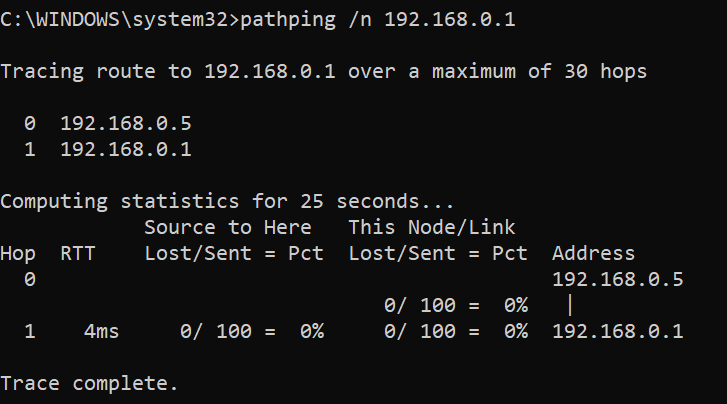 C:\WINDOWS\system32>pathping /n 192.168.0.1

Tracing route to 192.168.0.1 over a maximum of 30 hops

  0  192.168.0.5
  1  192.168.0.1

Computing statistics for 25 seconds...
            Source to Here   This Node/Link
Hop  RTT    Lost/Sent = Pct  Lost/Sent = Pct  Address
  0                                           192.168.0.5
                                0/ 100 =  0%   |
  1    4ms     0/ 100 =  0%     0/ 100 =  0%  192.168.0.1

Trace complete.